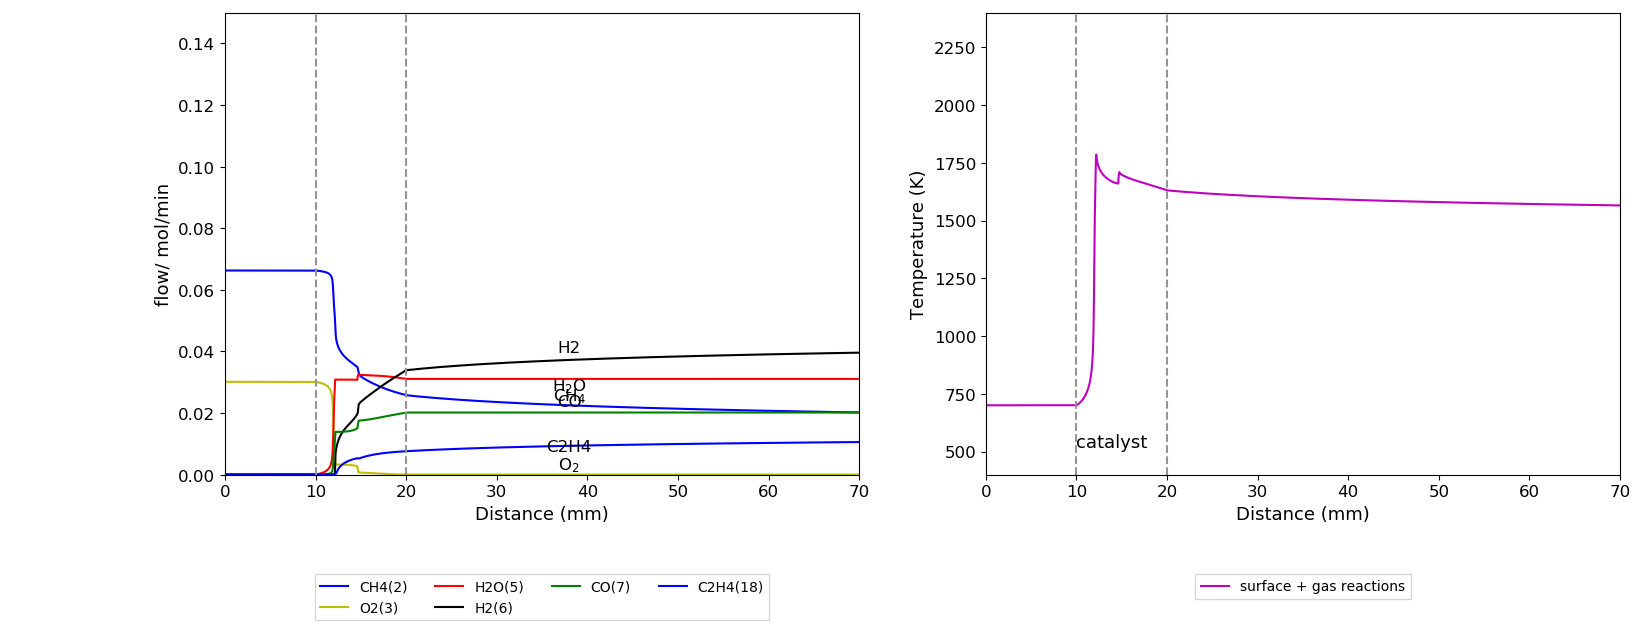 0.14
0.12
0.10
0.08
0.06
0.04
0.02
0.00
flow/ mol/min
H2
H₂O
CH₄
CO
C2H4
O₂
0 10 20 30 40 50 60 70
Distance (mm)
CH4(2) H2O(5) CO(7) C2H4(18)
O2(3) H2(6)
2250
2000
1750
1500
1250
1000
750
500
Temperature (K)
catalyst
0 10 20 30 40 50 60 70
Distance (mm)
surface + gas reactions